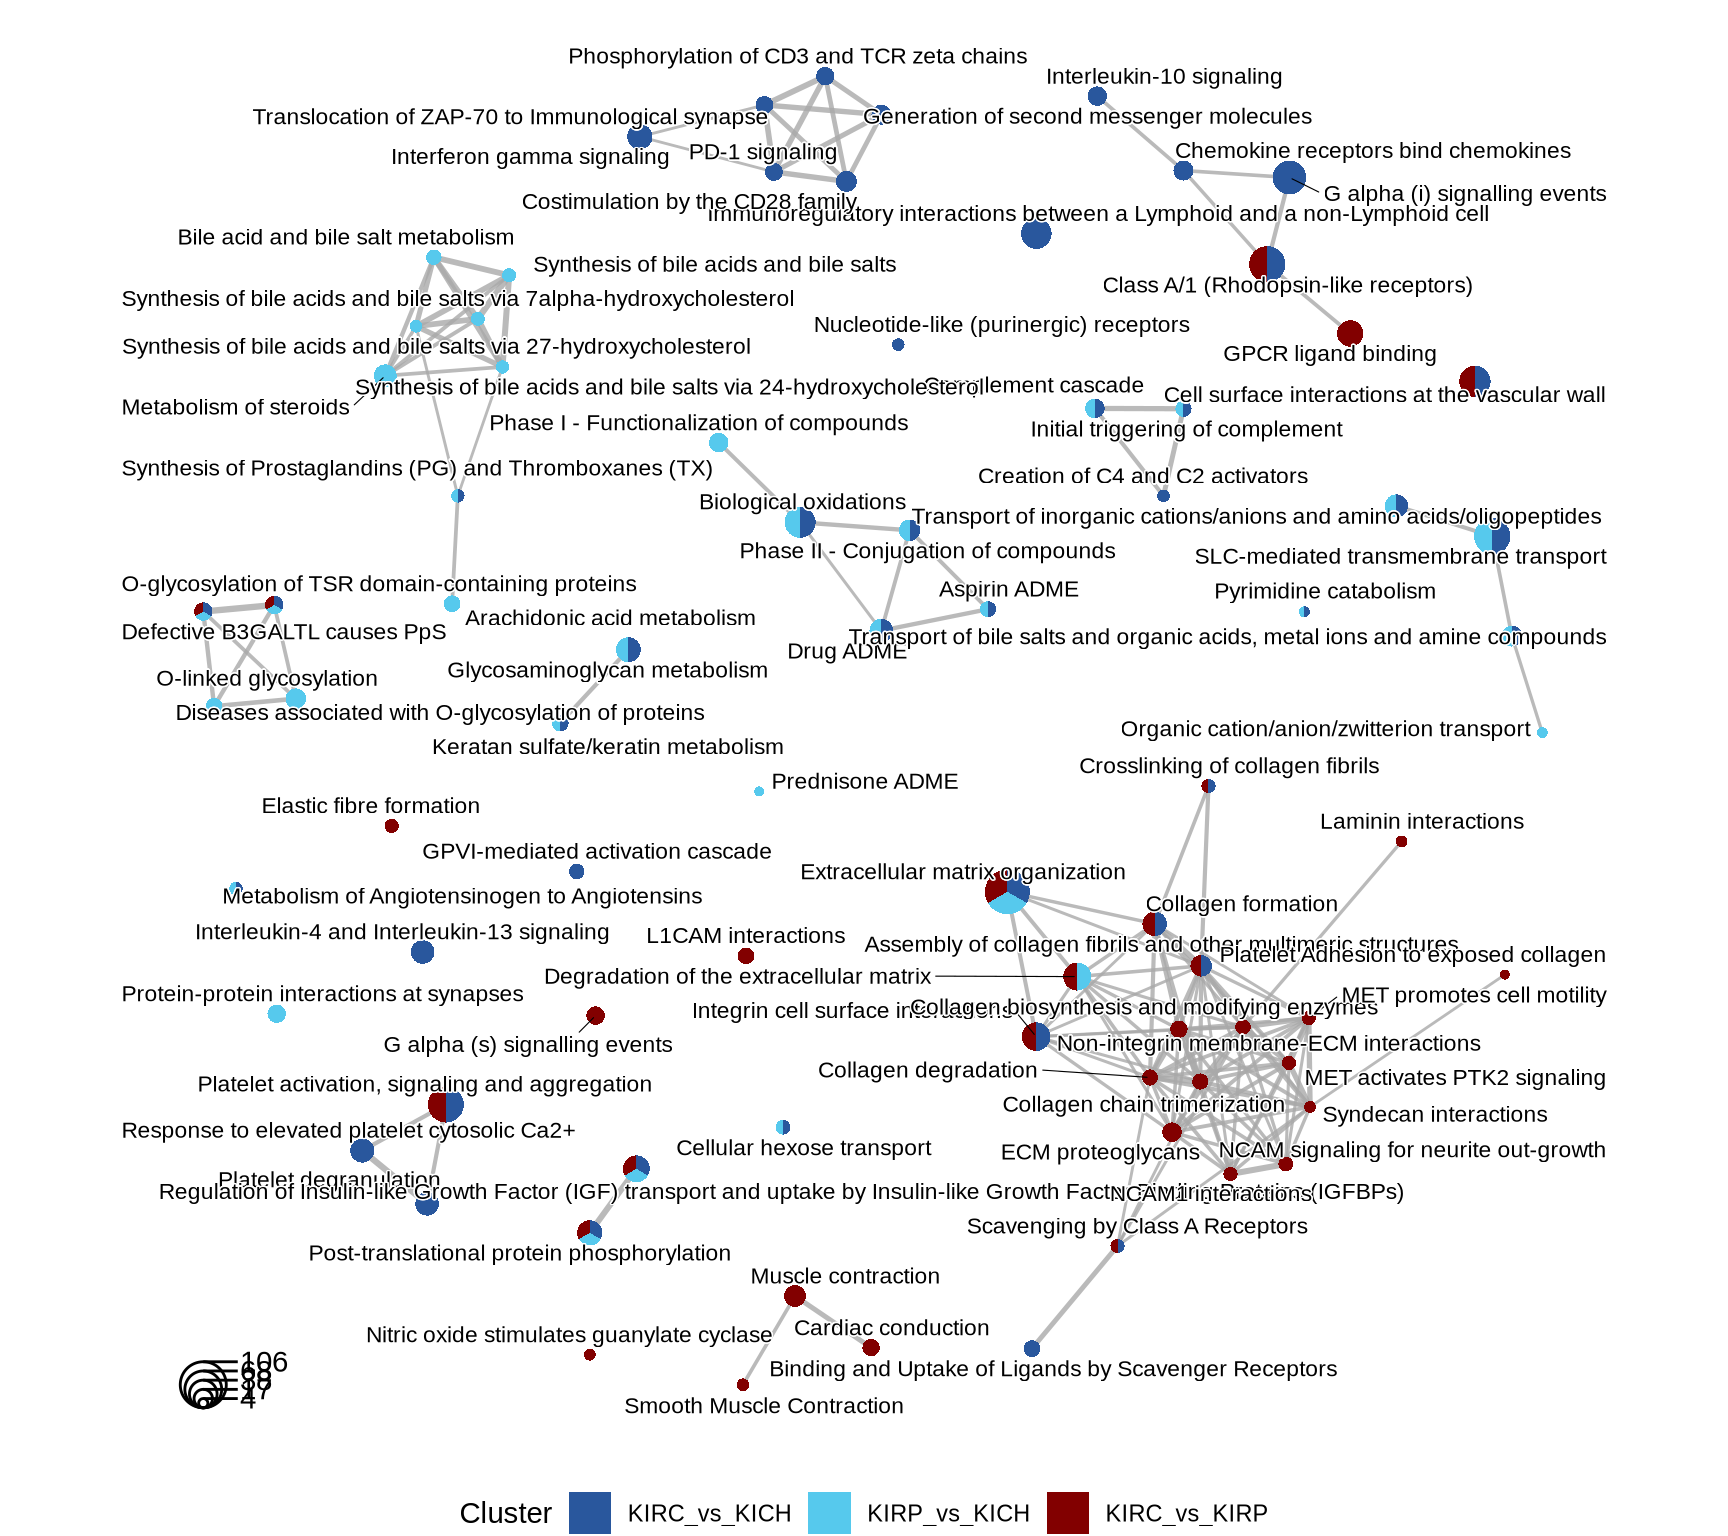 Phosphorylation of CD3 and TCR zeta chains
Interleukin-10 signaling
Translocation of ZAP-70 to Immunological synapse
Generation of second messenger molecules
Interferon gamma signaling
PD-1 signaling
Chemokine receptors bind chemokines
G alpha (i) signalling events
Costimulation by the CD28 family
Immunoregulatory interactions between a Lymphoid and a non-Lymphoid cell
Bile acid and bile salt metabolism
Synthesis of bile acids and bile salts
Class A/1 (Rhodopsin-like receptors)
Synthesis of bile acids and bile salts via 7alpha-hydroxycholesterol
Nucleotide-like (purinergic) receptors
Synthesis of bile acids and bile salts via 27-hydroxycholesterol
GPCR ligand binding
Synthesis of bile acids and bile salts via 24-hydroxycholesterol
Complement cascade
Cell surface interactions at the vascular wall
Metabolism of steroids
Phase I - Functionalization of compounds
Initial triggering of complement
Synthesis of Prostaglandins (PG) and Thromboxanes (TX)
Creation of C4 and C2 activators
Biological oxidations
Transport of inorganic cations/anions and amino acids/oligopeptides
Phase II - Conjugation of compounds
SLC-mediated transmembrane transport
O-glycosylation of TSR domain-containing proteins
Aspirin ADME
Pyrimidine catabolism
Arachidonic acid metabolism
Defective B3GALTL causes PpS
Transport of bile salts and organic acids, metal ions and amine compounds
Drug ADME
Glycosaminoglycan metabolism
O-linked glycosylation
Diseases associated with O-glycosylation of proteins
Organic cation/anion/zwitterion transport
Keratan sulfate/keratin metabolism
Crosslinking of collagen fibrils
Prednisone ADME
Elastic fibre formation
Laminin interactions
GPVI-mediated activation cascade
Extracellular matrix organization
Metabolism of Angiotensinogen to Angiotensins
Collagen formation
Interleukin-4 and Interleukin-13 signaling
L1CAM interactions
Assembly of collagen fibrils and other multimeric structures
Platelet Adhesion to exposed collagen
Degradation of the extracellular matrix
Protein-protein interactions at synapses
MET promotes cell motility
Integrin cell surface interactions
Collagen biosynthesis and modifying enzymes
G alpha (s) signalling events
Non-integrin membrane-ECM interactions
Collagen degradation
MET activates PTK2 signaling
Platelet activation, signaling and aggregation
Collagen chain trimerization
Syndecan interactions
Response to elevated platelet cytosolic Ca2+
Cellular hexose transport
ECM proteoglycans
NCAM signaling for neurite out-growth
Platelet degranulation
Regulation of Insulin-like Growth Factor (IGF) transport and uptake by Insulin-like Growth Factor Binding Proteins (IGFBPs)
NCAM1 interactions
Scavenging by Class A Receptors
Post-translational protein phosphorylation
Muscle contraction
Cardiac conduction
Nitric oxide stimulates guanylate cyclase
Binding and Uptake of Ligands by Scavenger Receptors
Smooth Muscle Contraction
106
17
4
Cluster
KIRC_vs_KICH
KIRP_vs_KICH
KIRC_vs_KIRP